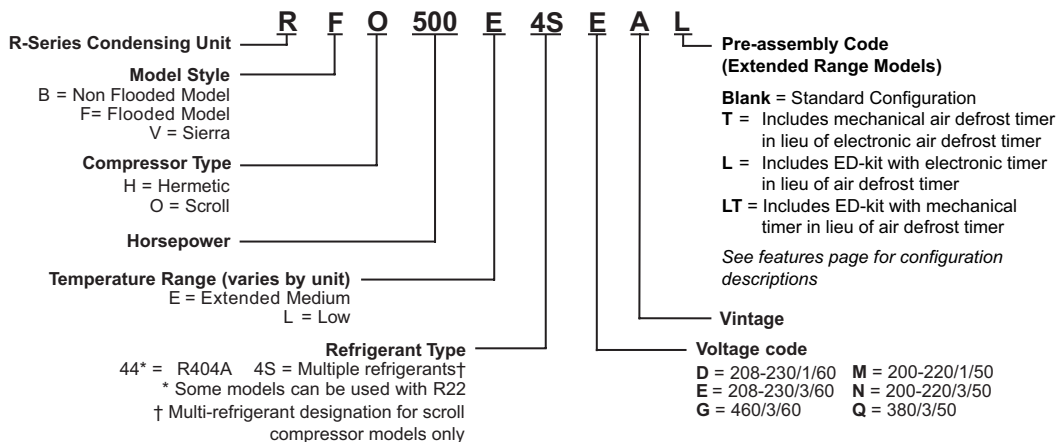 R F O 500 E 4S E A L
R-Series Condensing Unit
Model Style
B = Non Flooded Model
F= Flooded Model
V = Sierra
Compressor Type
H = Hermetic
O = Scroll
Horsepower
Temperature Range (varies by unit)
E = Extended Medium
L = Low
Refrigerant Type
44* = R404A 4S = Multiple refrigerants†
* Some models can be used with R22
† Multi-refrigerant designation for scroll
compressor models only
Pre-assembly Code
(Extended Range Models)
Blank = Standard Configuration
T = Includes mechanical air defrost timer
in lieu of electronic air defrost timer
L = Includes ED-kit with electronic timer
in lieu of air defrost timer
LT = Includes ED-kit with mechanical
timer in lieu of air defrost timer
See features page for configuration
descriptions
Vintage
Voltage code
D = 208-230/1/60 M = 200-220/1/50
E = 208-230/3/60 N = 200-220/3/50
G = 460/3/60 Q = 380/3/50